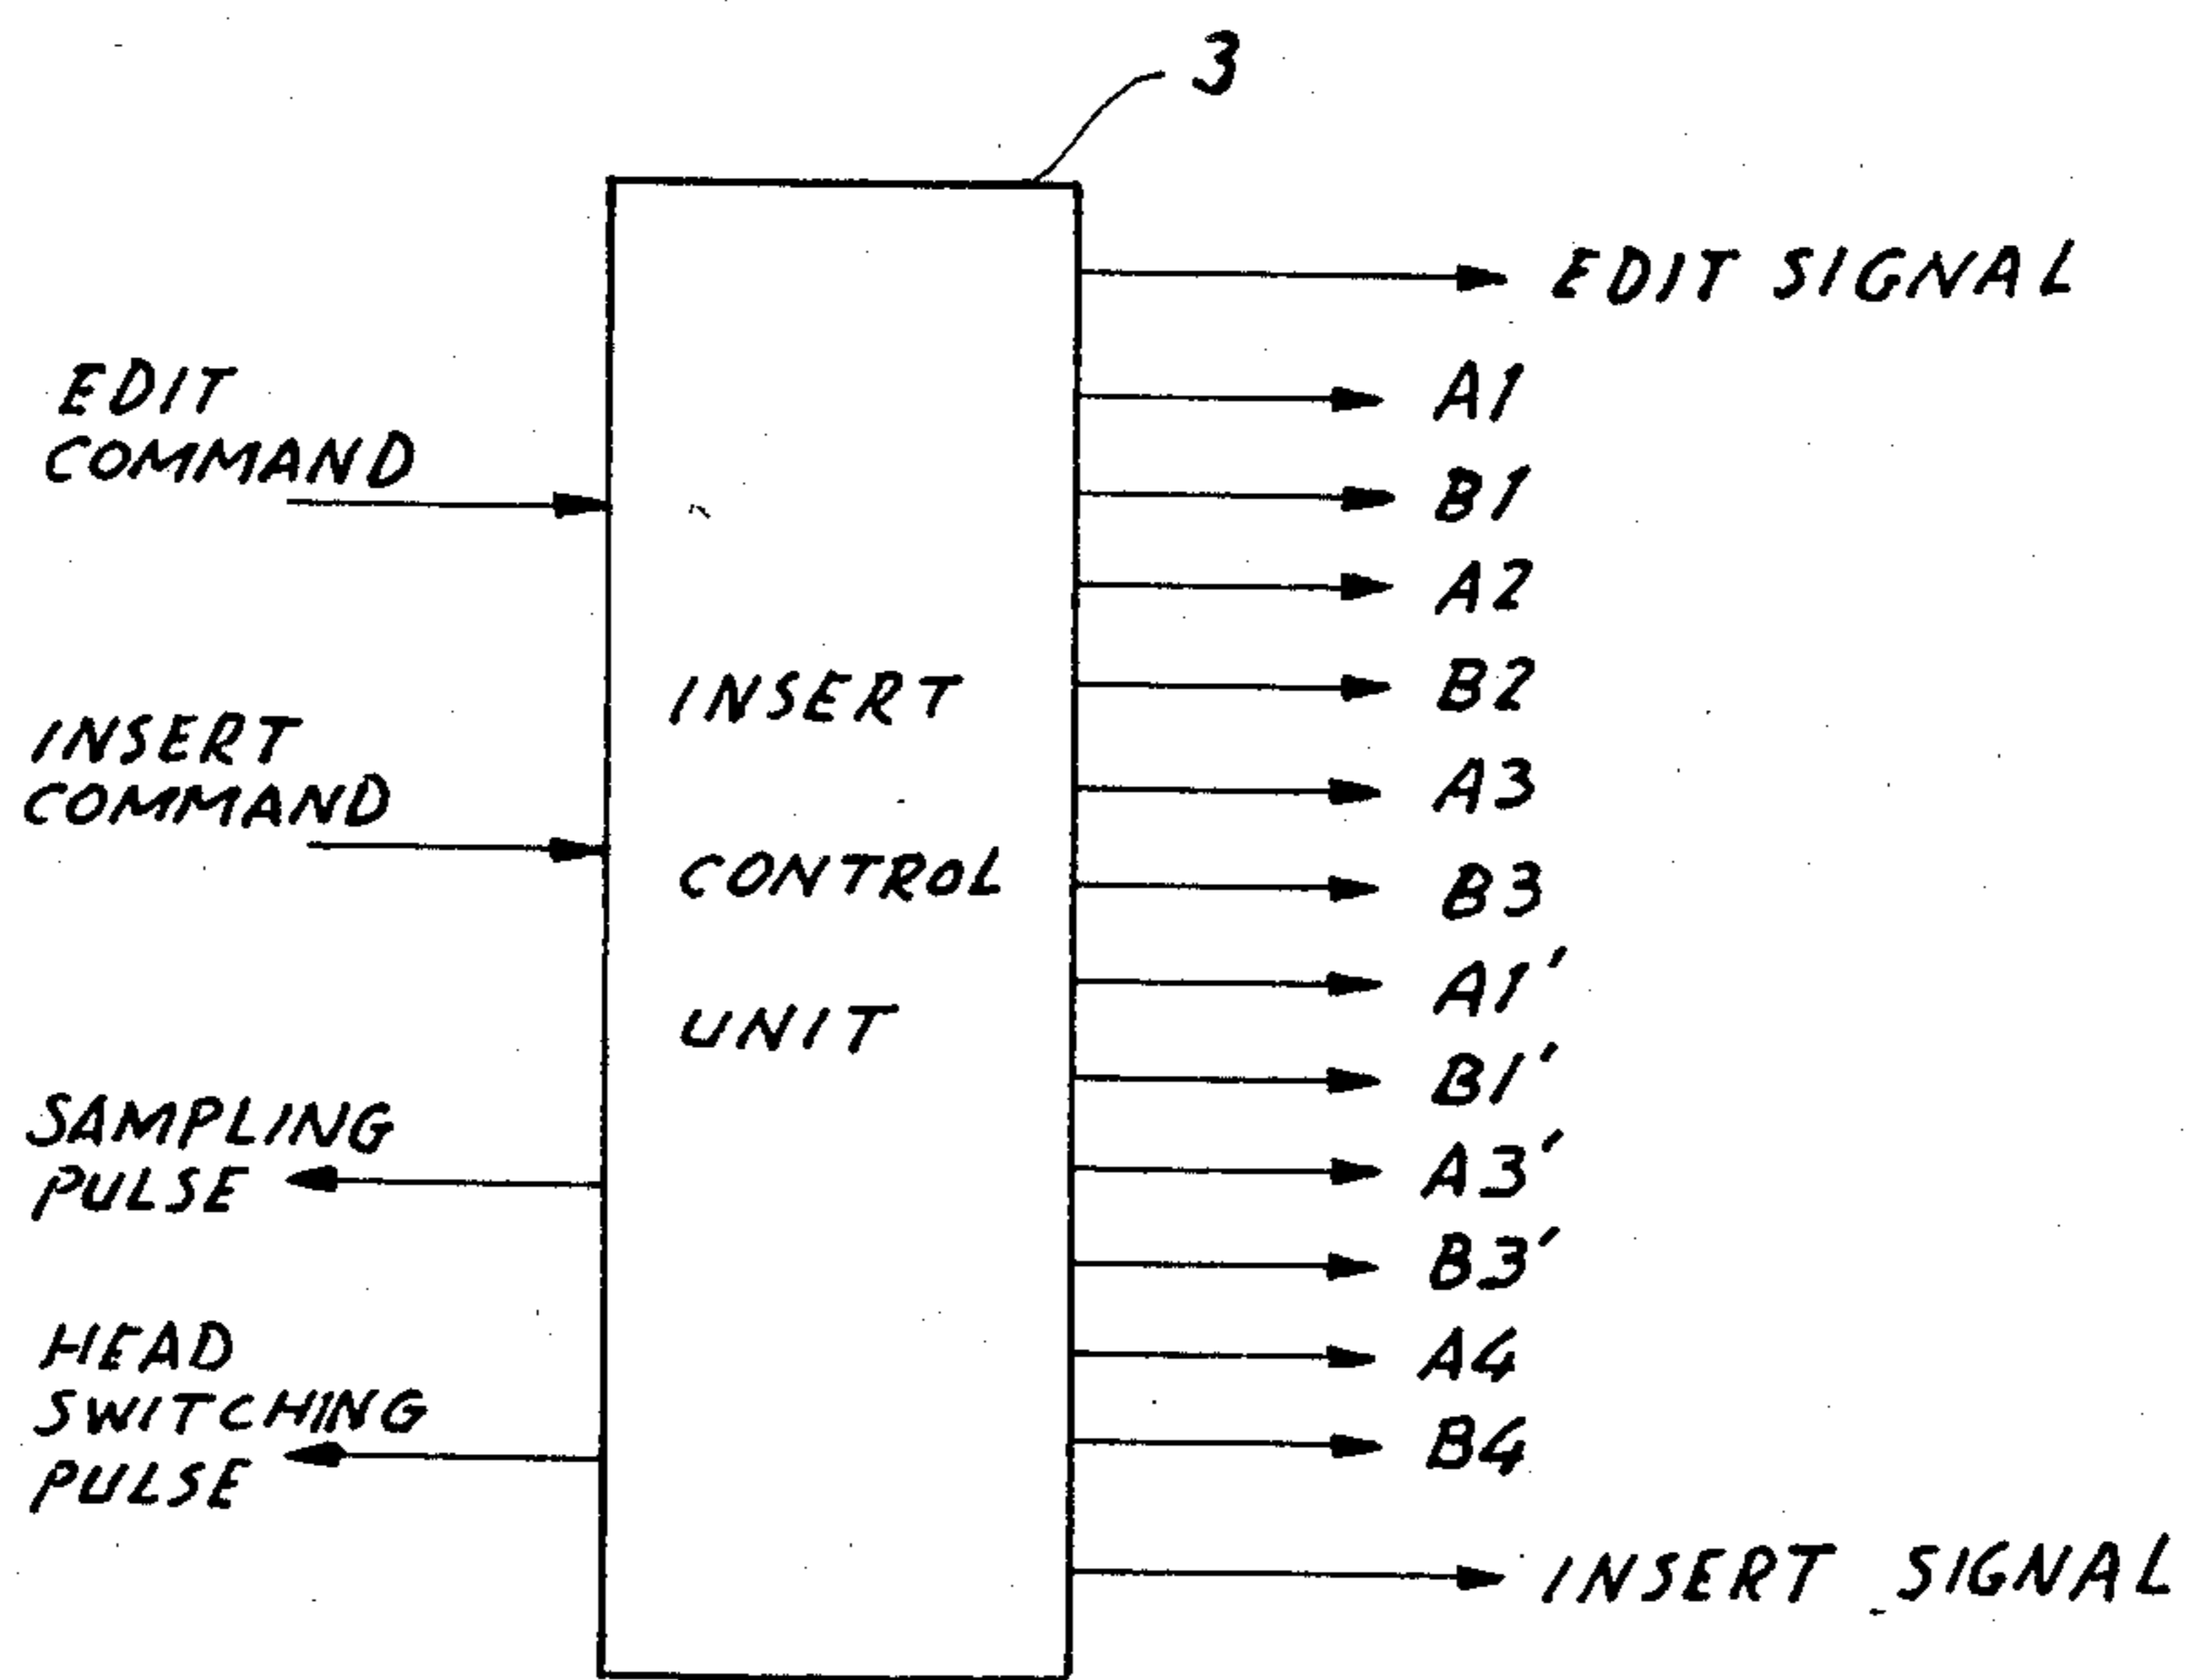 3
EDIT SIGNAL
EDIT
COMMAND
A1
B1
A2
B2
INSERT
COMMAND
INSERT
CONTROL
UNIT
A3
B3
A1'
B1'
SAMPLING
PULSE
A3'
B3'
HEAD
SWITCHING
PULSE
A4
B4
INSERT SIGNAL